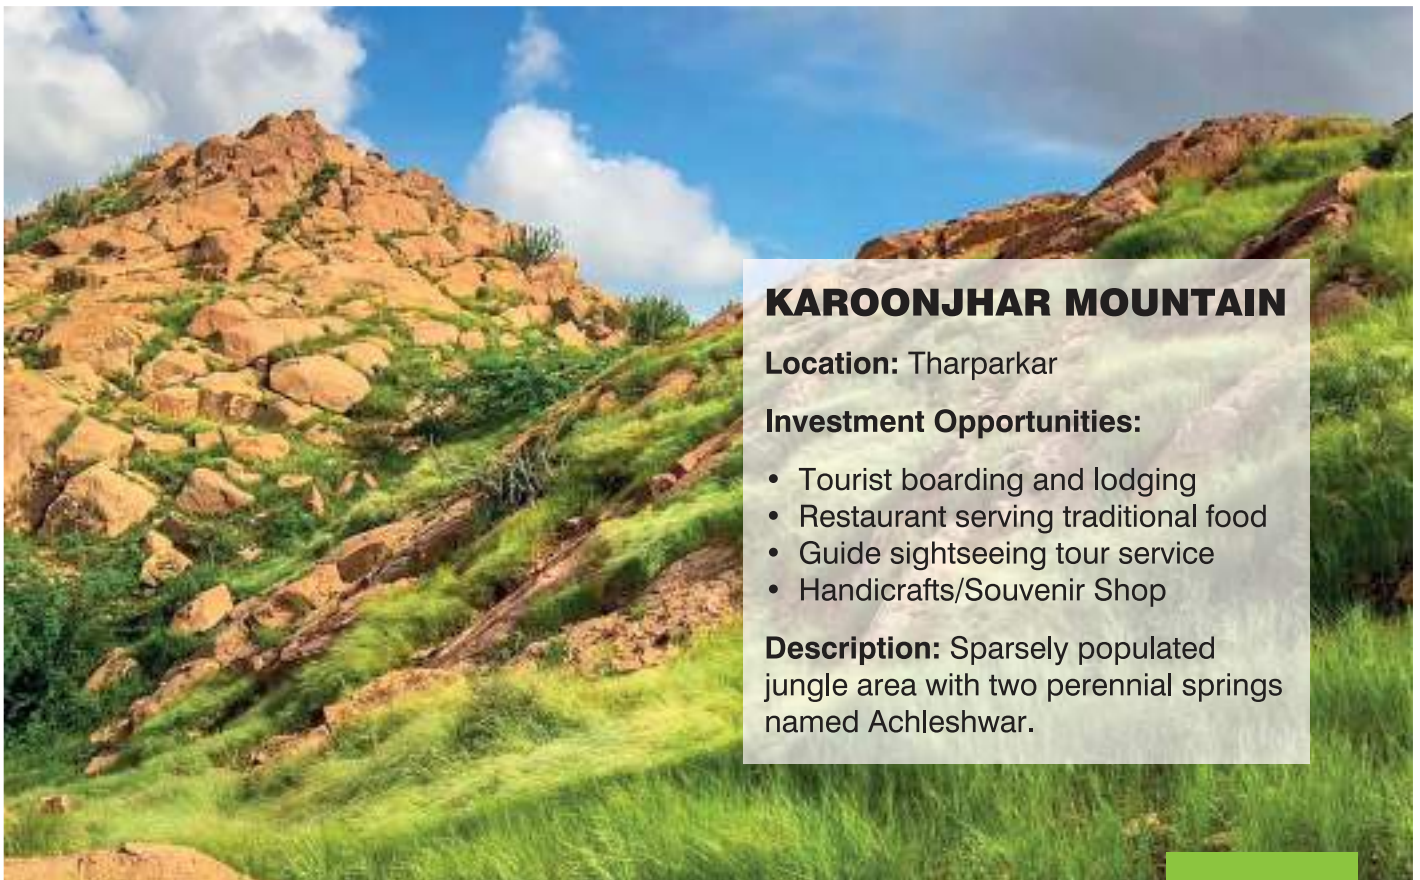 KAROONJHAR MOUNTAIN
Location: Tharparkar
Investment Opportunities:
• Tourist boarding and lodging
• Restaurant serving traditional food
• Guide sightseeing tour service
• Handicrafts/Souvenir Shop
Description: Sparsely populated
jungle area with two perennial springs
named Achleshwar.